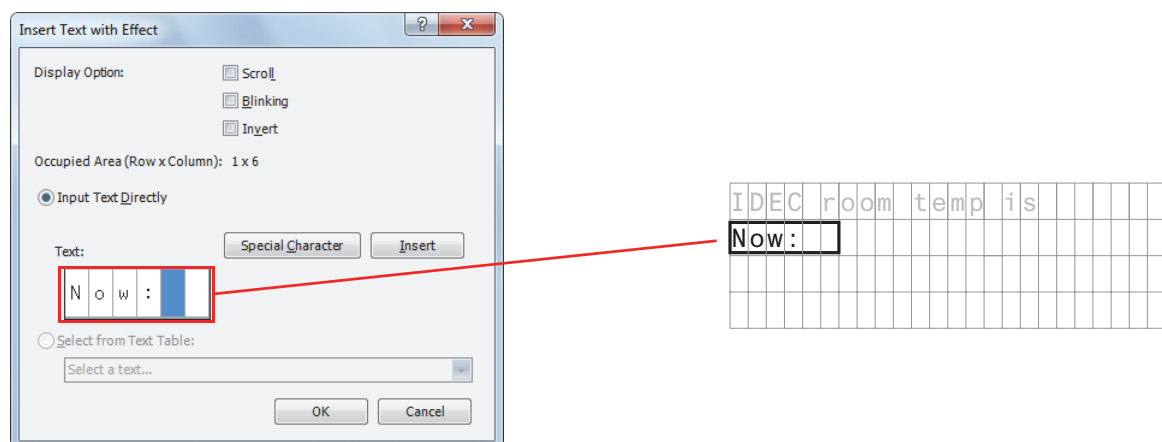 Insert Text with Effect
Display Option:
Scroll
Blinking
Invert
Occupied Area (Row x Column): 1 x 6
Input Text Directly
Text:
Special Character
Insert
Now:
Select from Text Table:
Select a text...
OK
Cancel
IDEC room temp is
Now: